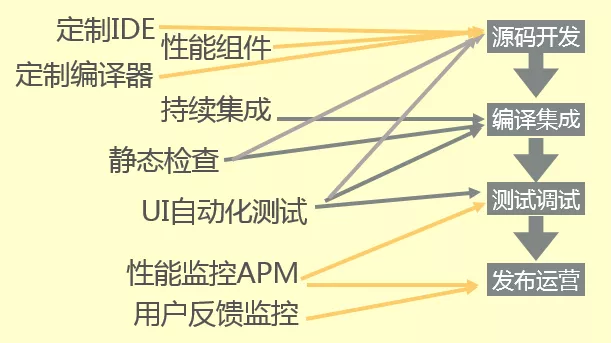 定制IDE
性能组件
定制编译器
持续集成
静态检查
UI自动化测试
性能监控APM
用户反馈监控
源码开发
编译集成
测试调试
发布运营